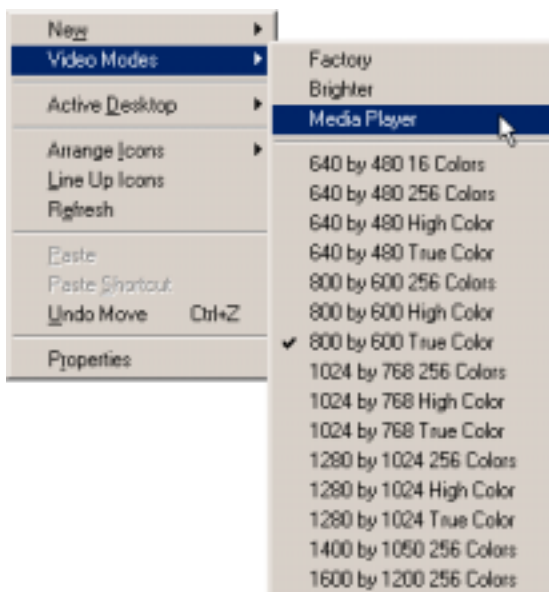 New
Video Modes
Active Desktop
Arrange Icons
Line Up Icons
Refresh
Paste
Paste Shortcut
Undo Move Ctrl+Z
Properties
Factory
Brighter
Media Player
640 by 480 16 Colors
640 by 480 256 Colors
640 by 480 High Color
640 by 480 True Color
800 by 600 256 Colors
800 by 600 High Color
800 by 600 True Color
1024 by 768 256 Colors
1024 by 768 High Color
1024 by 768 True Color
1280 by 1024 256 Colors
1280 by 1024 High Color
1280 by 1024 True Color
1400 by 1050 256 Colors
1600 by 1200 256 Colors